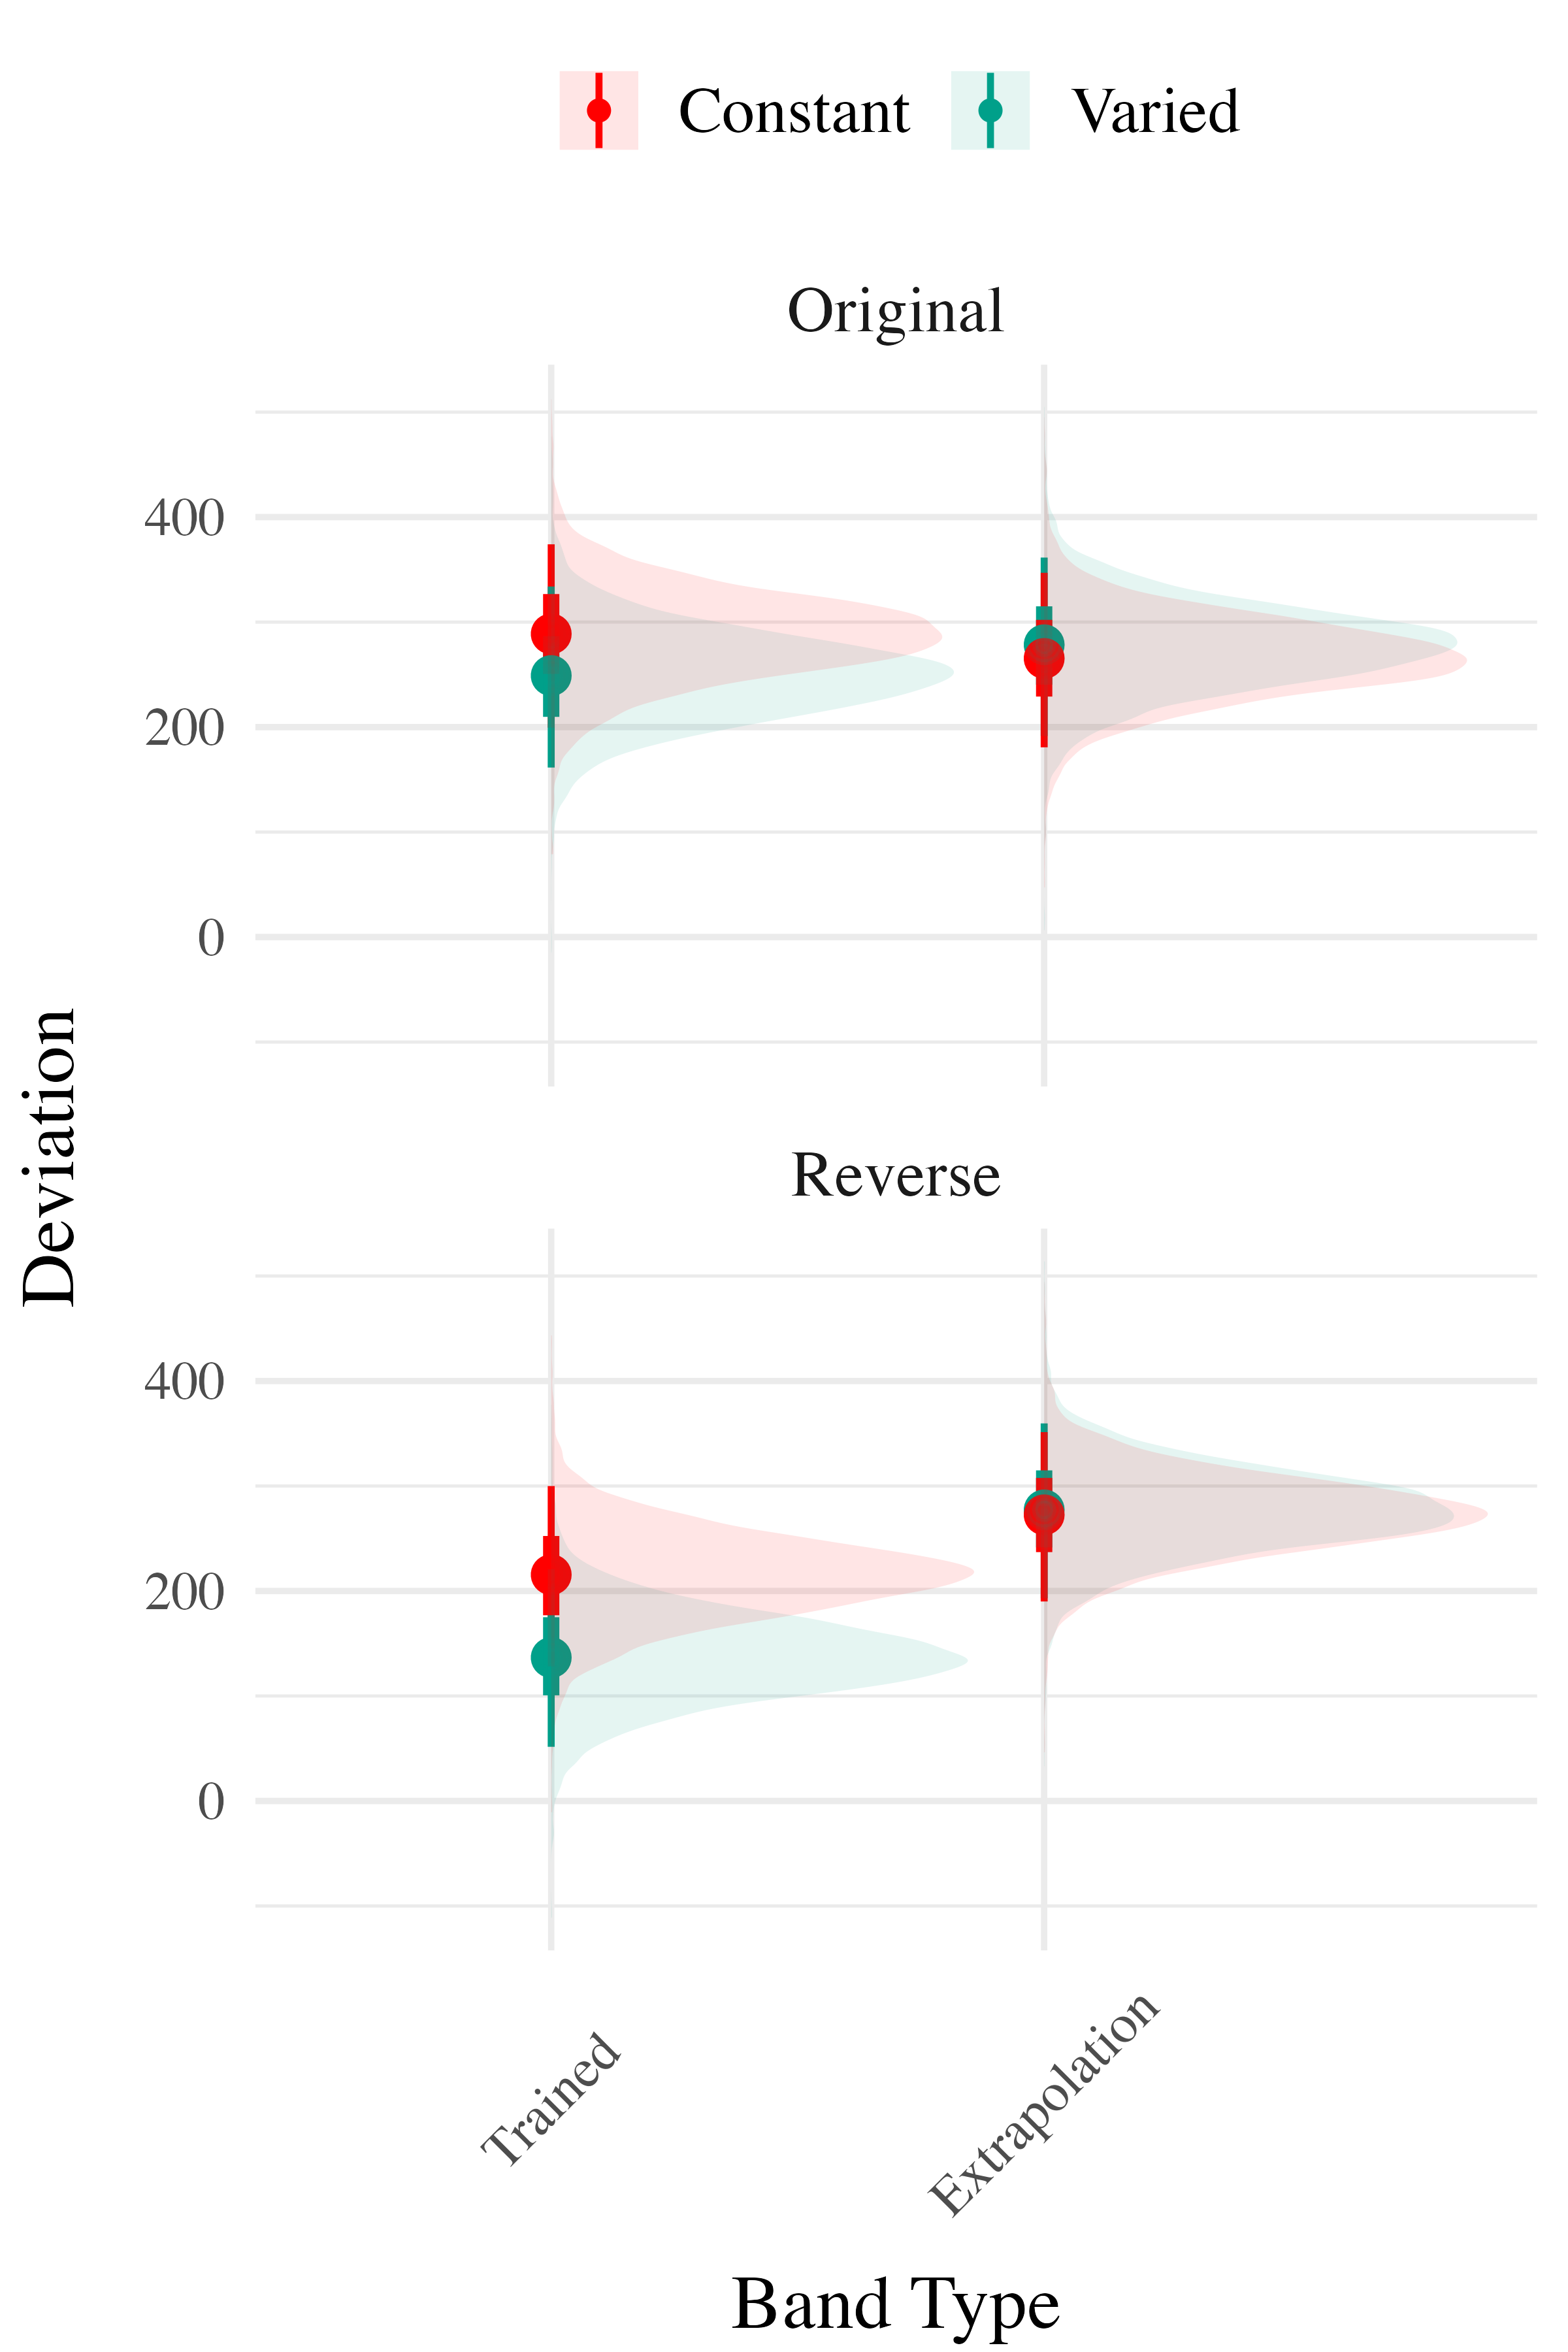 Constant Varied
Original
400
200
0
Deviation
Reverse
400
200
0
Trained
Extrapolation
Band Type